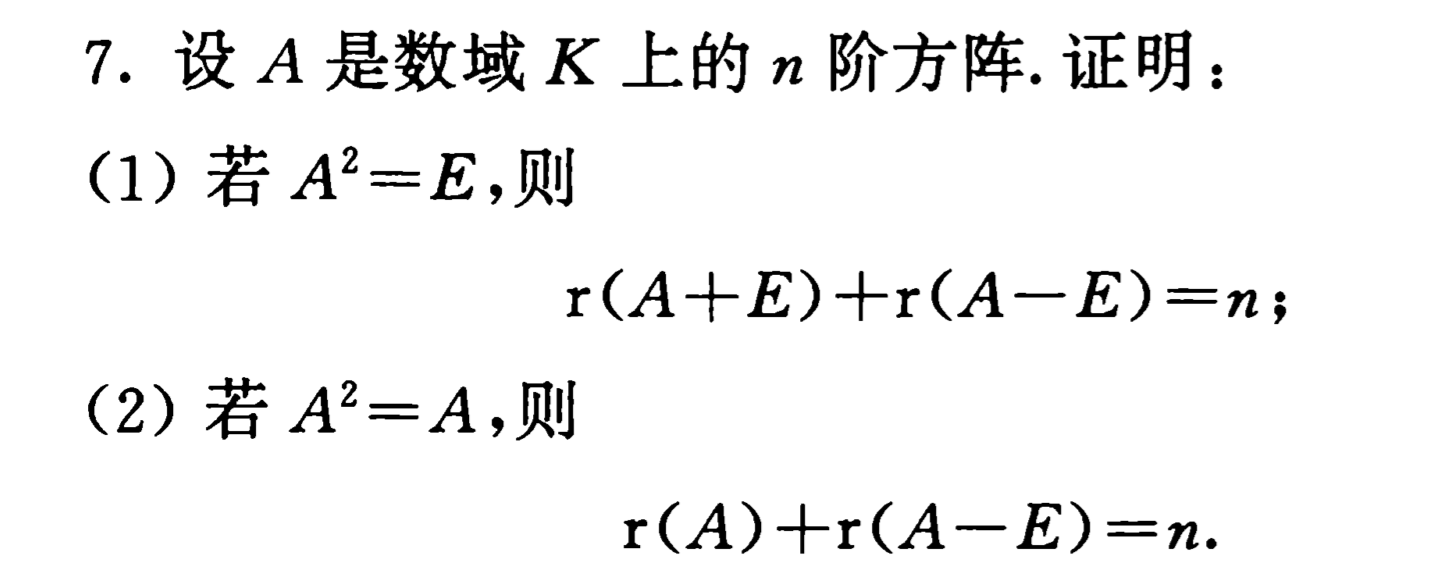 7. 设 A 是数域 K 上的 n 阶方阵. 证明：
(1) 若 A²=E,则
r(A+E)+r(A-E)=n;
(2) 若 A²=A,则
r(A)+r(A-E)=n.